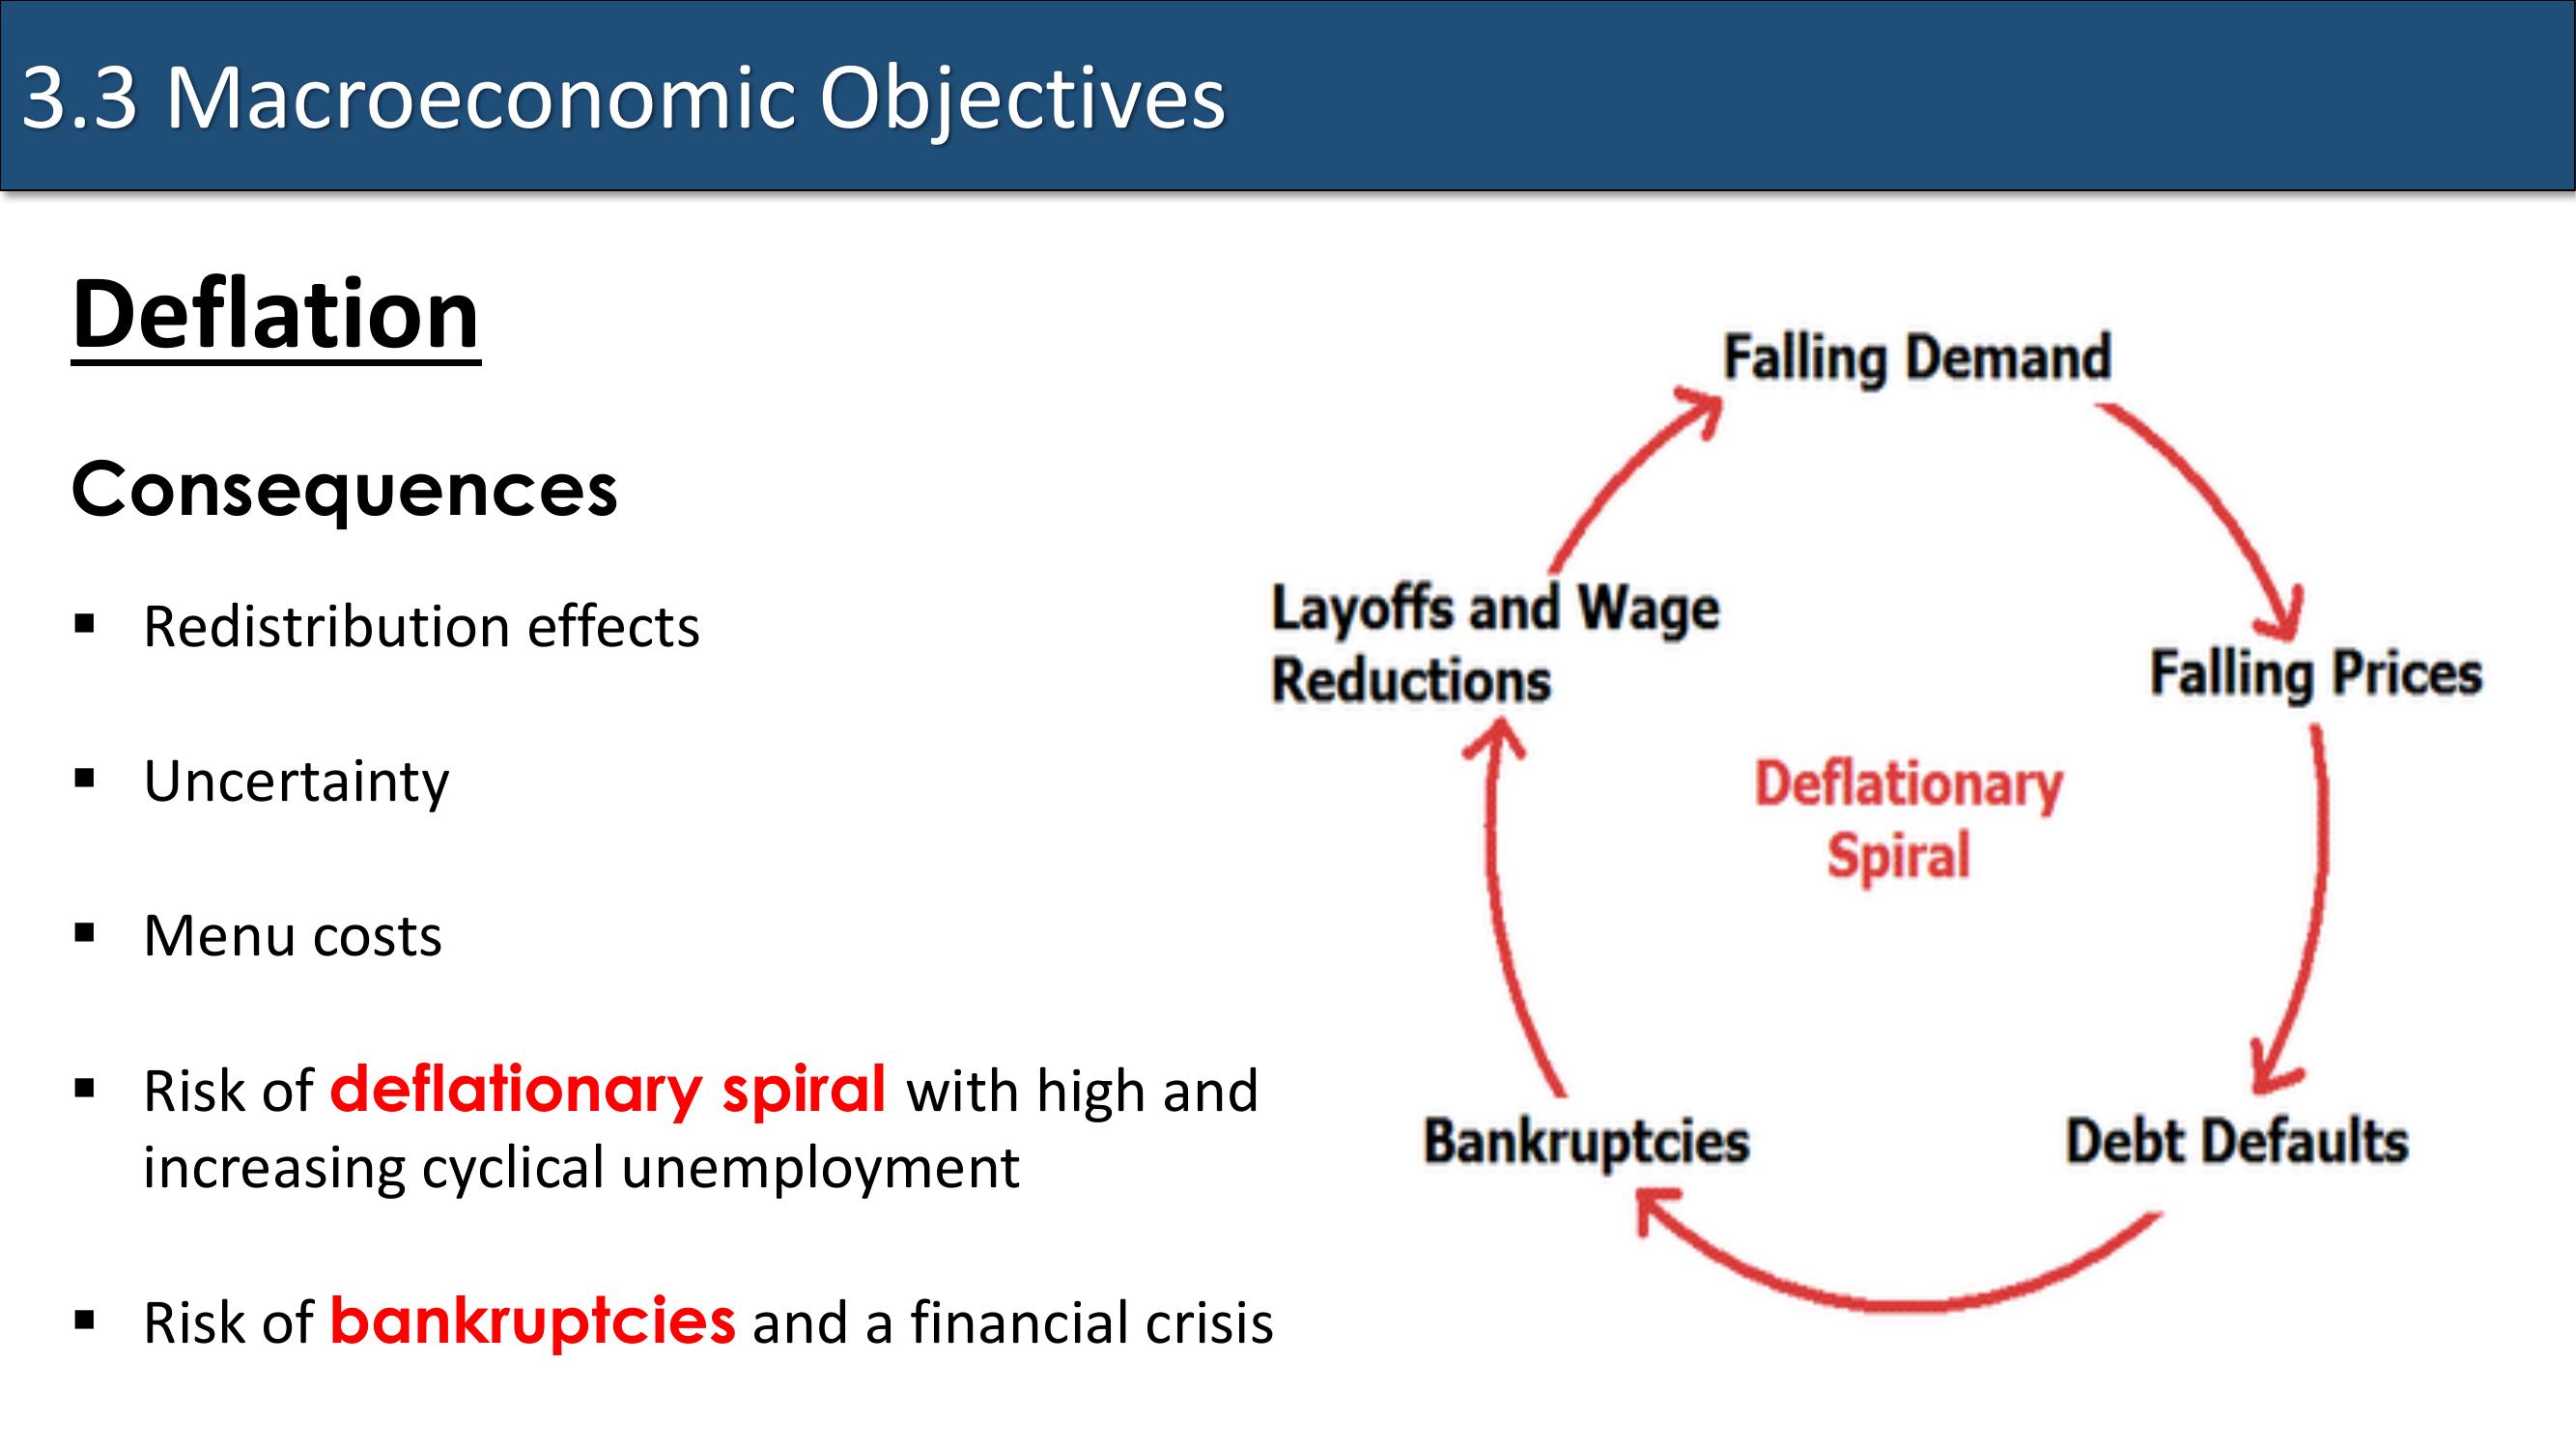 3.3 Macroeconomic Objectives
Deflation
Consequences
▪ Redistribution effects
▪ Uncertainty
▪ Menu costs
▪ Risk of deflationary spiral with high and
increasing cyclical unemployment
▪ Risk of bankruptcies and a financial crisis
Falling Demand
Falling Prices
Debt Defaults
Bankruptcies
Layoffs and Wage
Reductions
Deflationary
Spiral